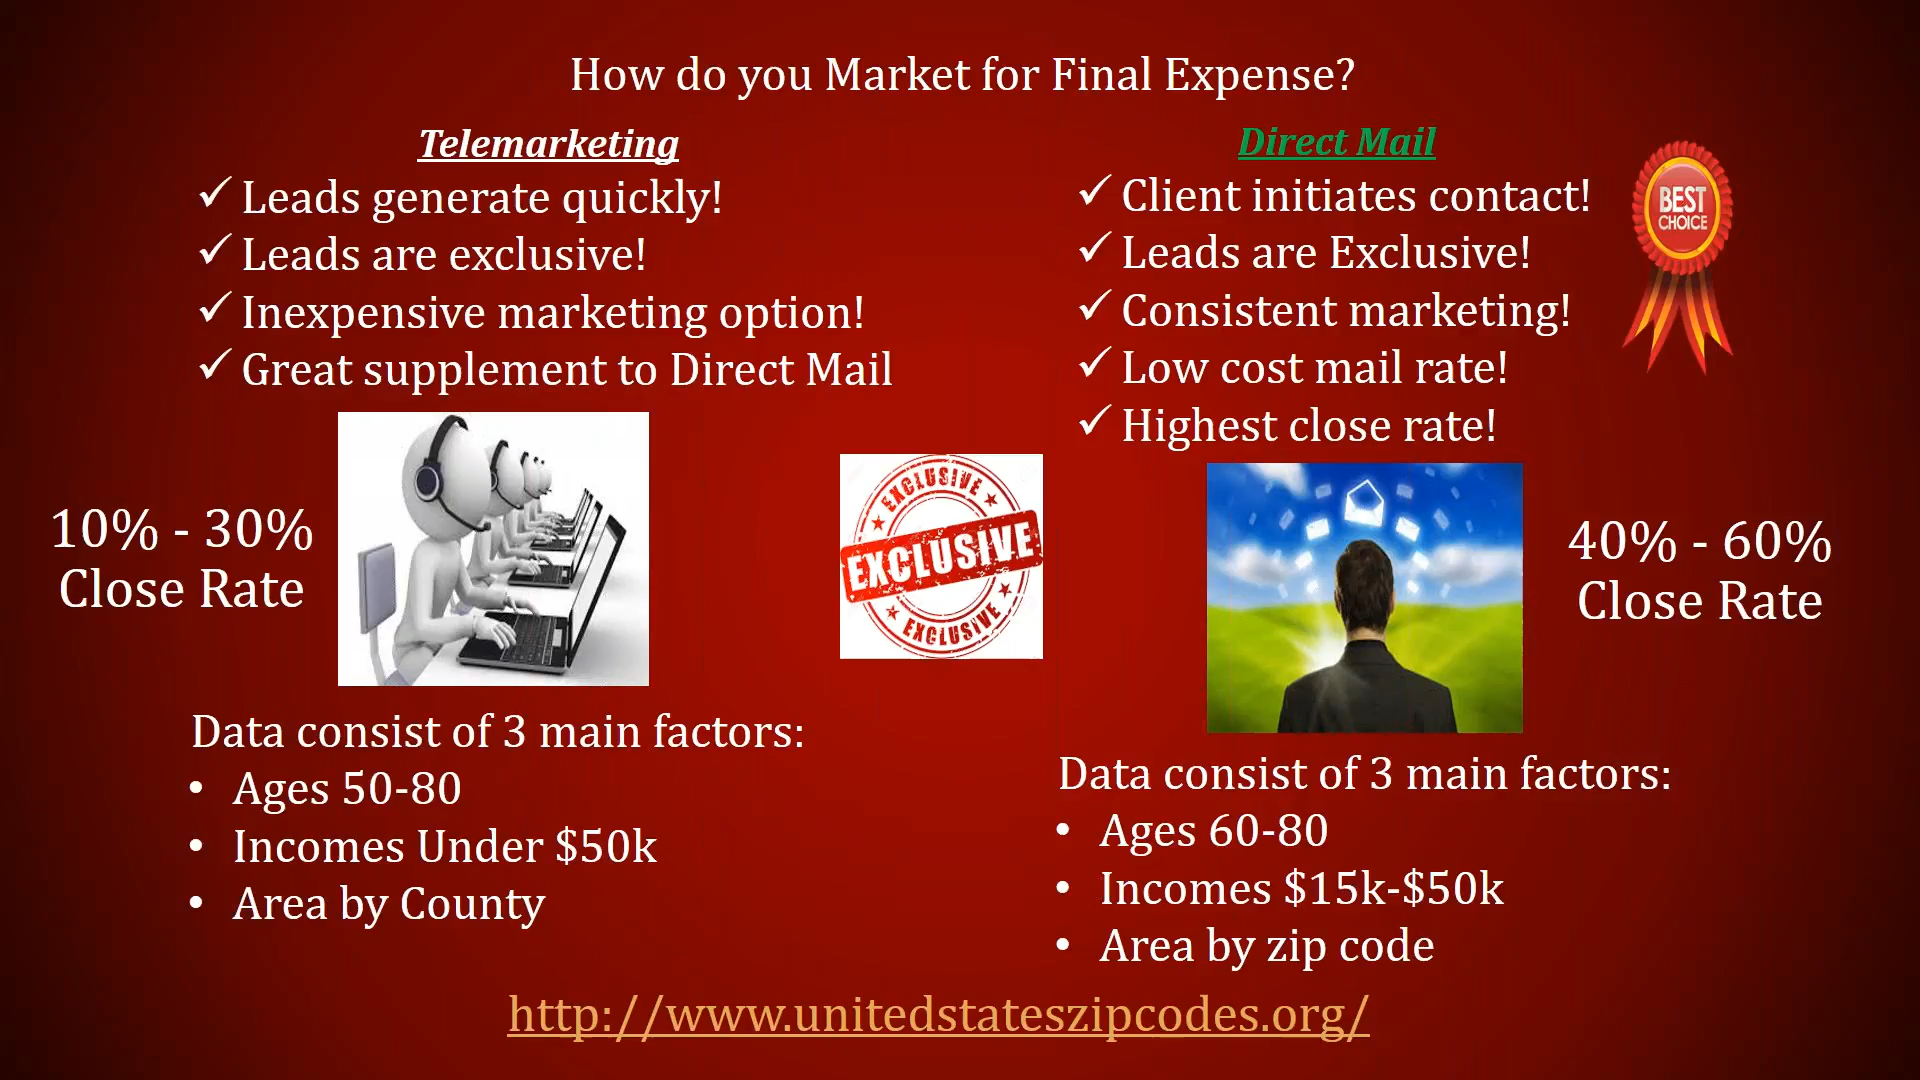 How do you Market for Final Expense?
Telemarketing
✓ Leads generate quickly!
✓ Leads are exclusive!
✓ Inexpensive marketing option!
✓ Great supplement to Direct Mail
10% - 30%
Close Rate
Data consist of 3 main factors:
• Ages 50-80
• Incomes Under $50k
• Area by County
EXCLUSIVE
EXCLUSIVE
EXCLUSIVE
Direct Mail
✓ Client initiates contact!
✓ Leads are Exclusive!
✓ Consistent marketing!
✓ Low cost mail rate!
✓ Highest close rate!
BEST
CHOICE
40% - 60%
Close Rate
Data consist of 3 main factors:
• Ages 60-80
• Incomes $15k-$50k
• Area by zip code
http://www.unitedstateszipcodes.org/